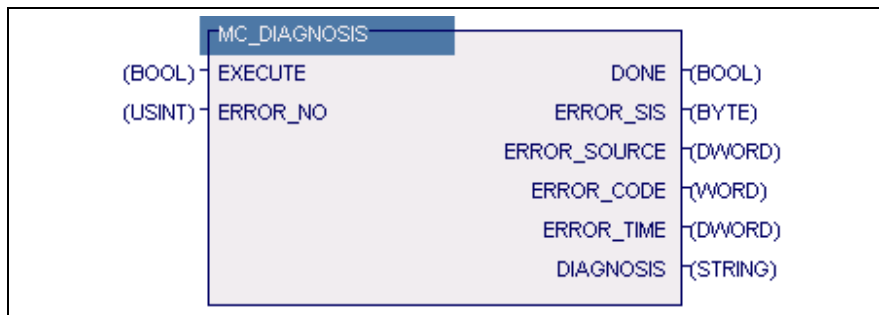 MC_DIAGNOSIS
(BOOL) EXECUTE DONE (BOOL)
(USINT) ERROR_NO ERROR_SIS (BYTE)
ERROR_SOURCE (DWORD)
ERROR_CODE (WORD)
ERROR_TIME (DWORD)
DIAGNOSIS (STRING)